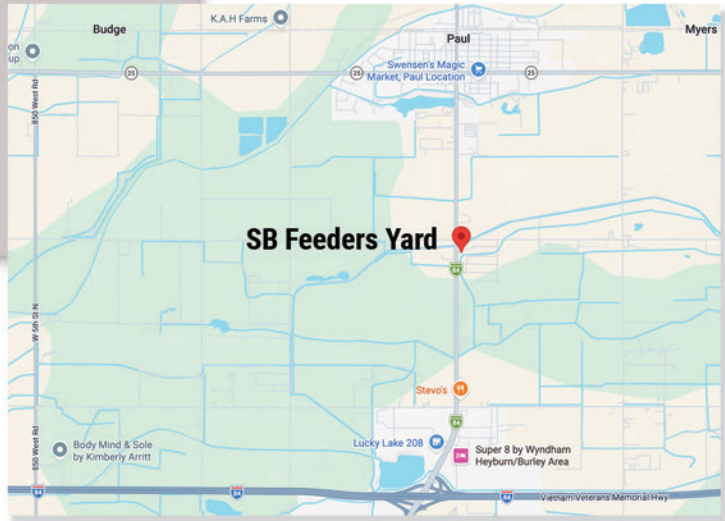 K.A.H Farms
Budge
Paul
Myers
on
up
Swensen's Magic
Market, Paul Location
25
25
25
850 West Rd
SB Feeders Yard
84
W 5th St N
Stevo's
84
Lucky Lake 208
Body Mind & Sole
by Kimberly Arritt
Super 8 by Wyndham
Heyburn/Burley Area
850 West Rd
84
84
84
84
Vietnam Veterans Memorial Hwy